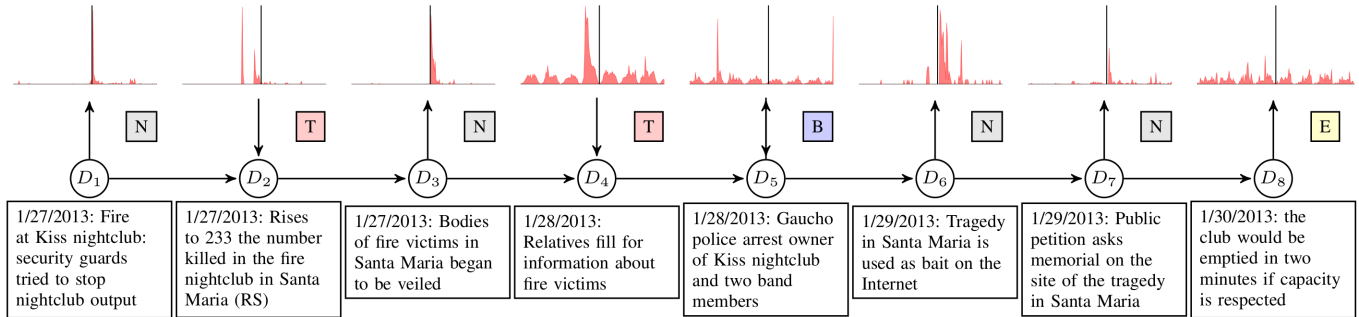 N
T
N
T
B
N
N
E
D1
D2
D3
D4
D5
D6
D7
D8
1/27/2013: Fire
at Kiss nightclub:
security guards
tried to stop
nightclub output
1/27/2013: Rises
to 233 the number
killed in the fire
nightclub in Santa
Maria (RS)
1/27/2013: Bodies
of fire victims in
Santa Maria began
to be veiled
1/28/2013:
Relatives fill for
information about
fire victims
1/28/2013: Gaucho
police arrest owner
of Kiss nightclub
and two band
members
1/29/2013: Tragedy
in Santa Maria is
used as bait on the
Internet
1/29/2013: Public
petition asks
memorial on the
site of the tragedy
in Santa Maria
1/30/2013: the
club would be
emptied in two
minutes if capacity
is respected